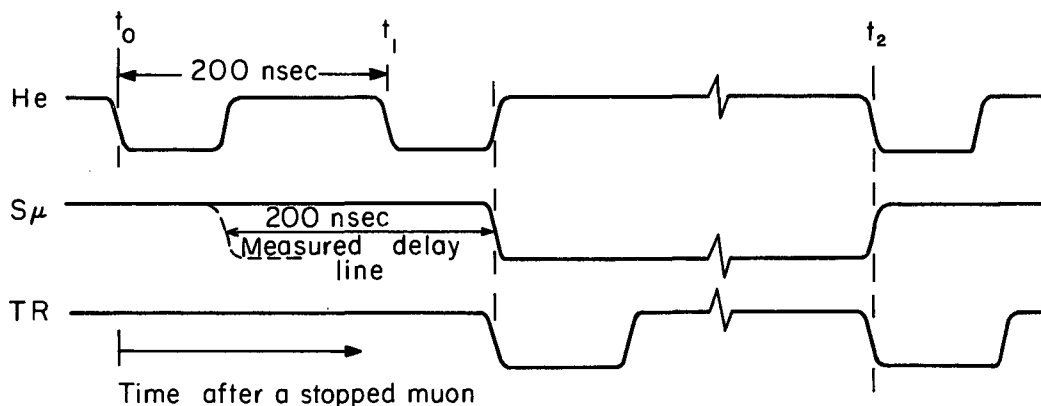 t₀
t₁
t₂
200 nsec
He
Sμ
200 nsec
Measured delay
line
TR
Time after a stopped muon